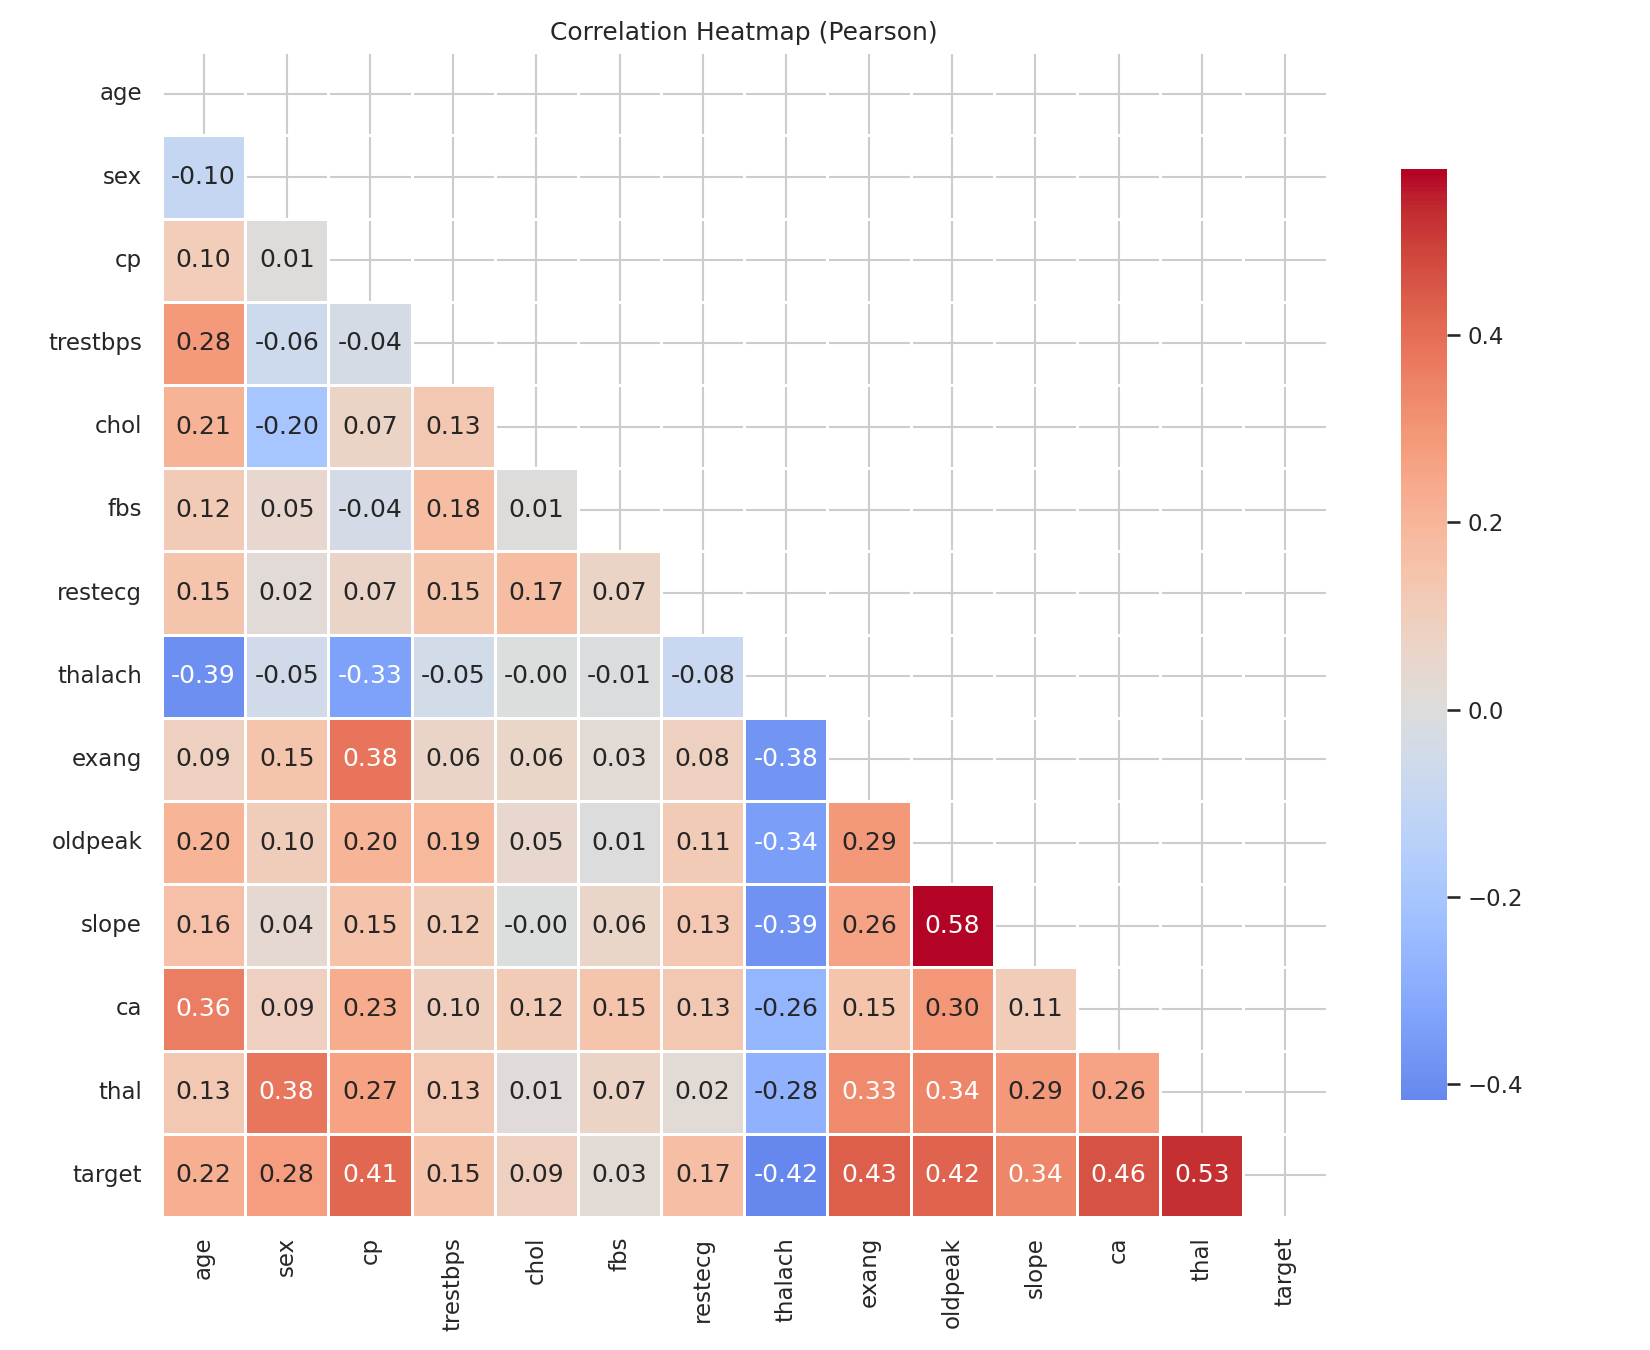 Correlation Heatmap (Pearson)
age
sex -0.10
cp 0.10 0.01
trestbps 0.28 -0.06 -0.04
chol 0.21 -0.20 0.07 0.13
fbs 0.12 0.05 -0.04 0.18 0.01
restecg 0.15 0.02 0.07 0.15 0.17 0.07
thalach -0.39 -0.05 -0.33 -0.05 -0.00 -0.01 -0.08
exang 0.09 0.15 0.38 0.06 0.06 0.03 0.08 -0.38
oldpeak 0.20 0.10 0.20 0.19 0.05 0.01 0.11 -0.34 0.29
slope 0.16 0.04 0.15 0.12 -0.00 0.06 0.13 -0.39 0.26 0.58
ca 0.36 0.09 0.23 0.10 0.12 0.15 0.13 -0.26 0.15 0.30 0.11
thal 0.13 0.38 0.27 0.13 0.01 0.07 0.02 -0.28 0.33 0.34 0.29 0.26
target 0.22 0.28 0.41 0.15 0.09 0.03 0.17 -0.42 0.43 0.42 0.34 0.46 0.53
age sex cp trestbps chol fbs restecg thalach exang oldpeak slope ca thal target
0.4
0.2
0.0
−0.2
−0.4